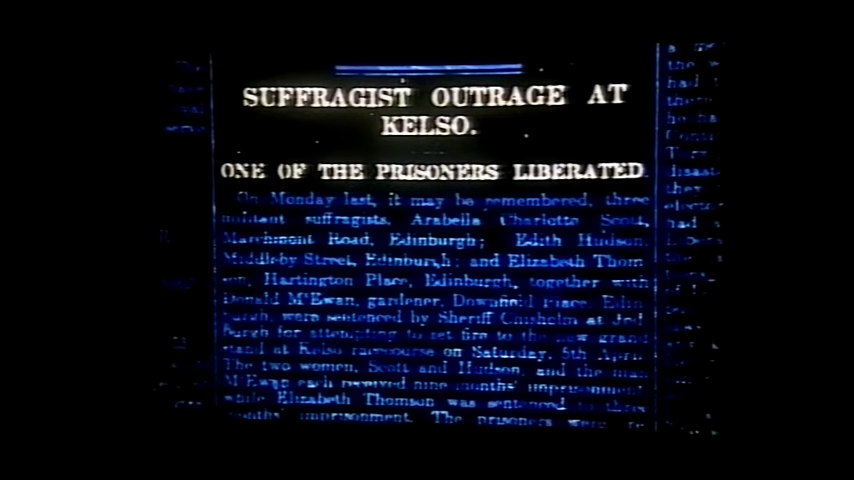 SUFFRAGIST OUTRAGE AT
KELSO.
ONE OF THE PRISONERS LIBERATED
On Monday last, it may be remembered, three
militant suffragists, Arabella Charlotte Scott,
Marchmont Road, Edinburgh; Edith Hudson,
Middleby Street, Edinburgh; and Elizabeth Thom-
son, Hartington Place, Edinburgh, together with
Donald M'Ewan, gardener, Downfield Place, Edin-
burgh, were sentenced by Sheriff Chisholm at Jed-
burgh for attempting to set fire to the new grand
stand at Kelso racecourse on Saturday, 5th April.
The two women, Scott and Hudson, and the man
M'Ewan each received nine months' imprisonment
while Elizabeth Thomson was sentenced to three
months' imprisonment. The prisoners were re-